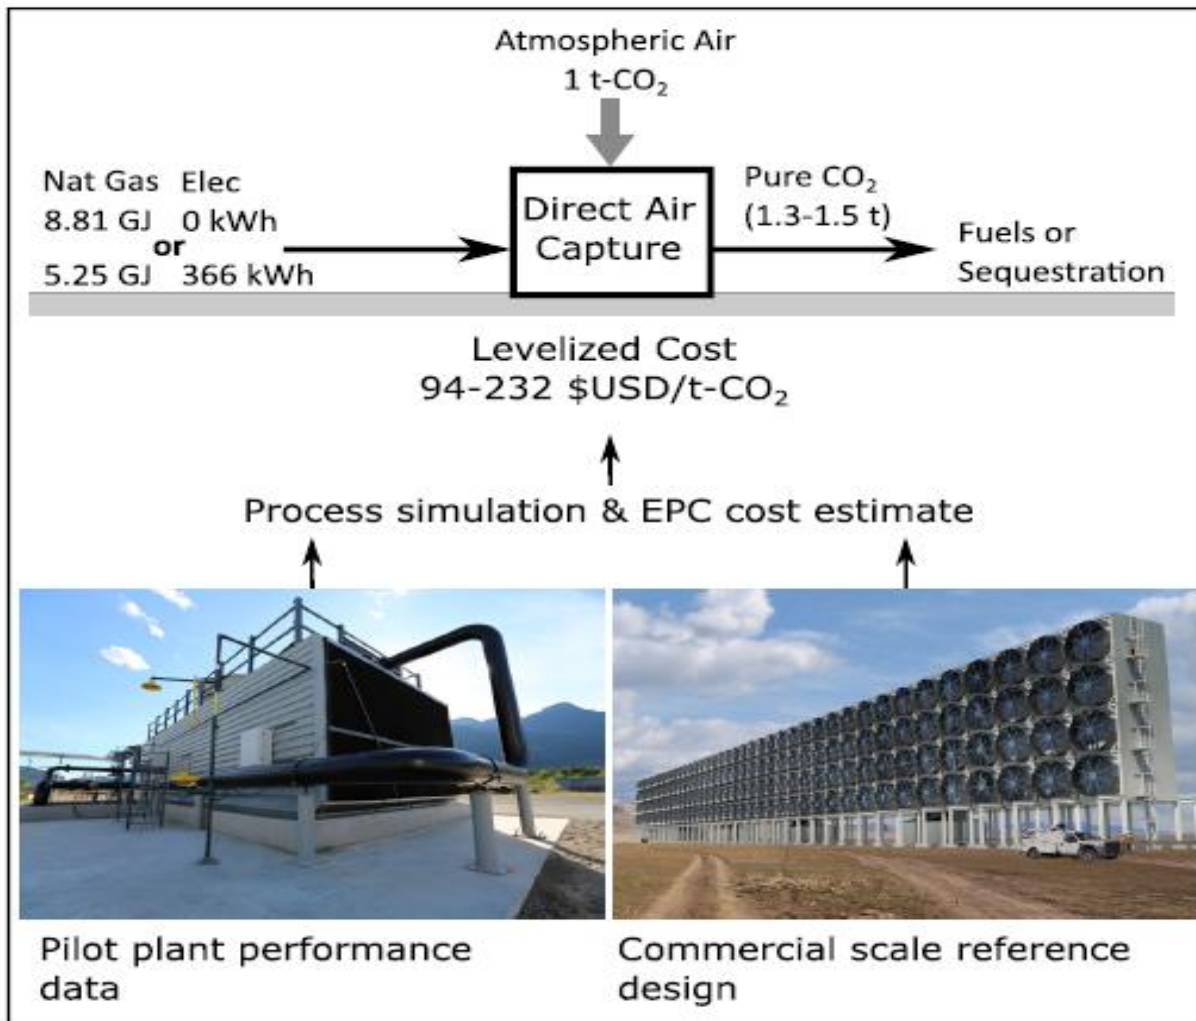 Atmospheric Air
1 t-CO₂
Nat Gas Elec
8.81 GJ 0 kWh
or
5.25 GJ 366 kWh
Direct Air
Capture
Pure CO₂
(1.3-1.5 t)
Fuels or
Sequestration
Levelized Cost
94-232 $USD/t-CO₂
Process simulation & EPC cost estimate
Pilot plant performance
data
Commercial scale reference
design